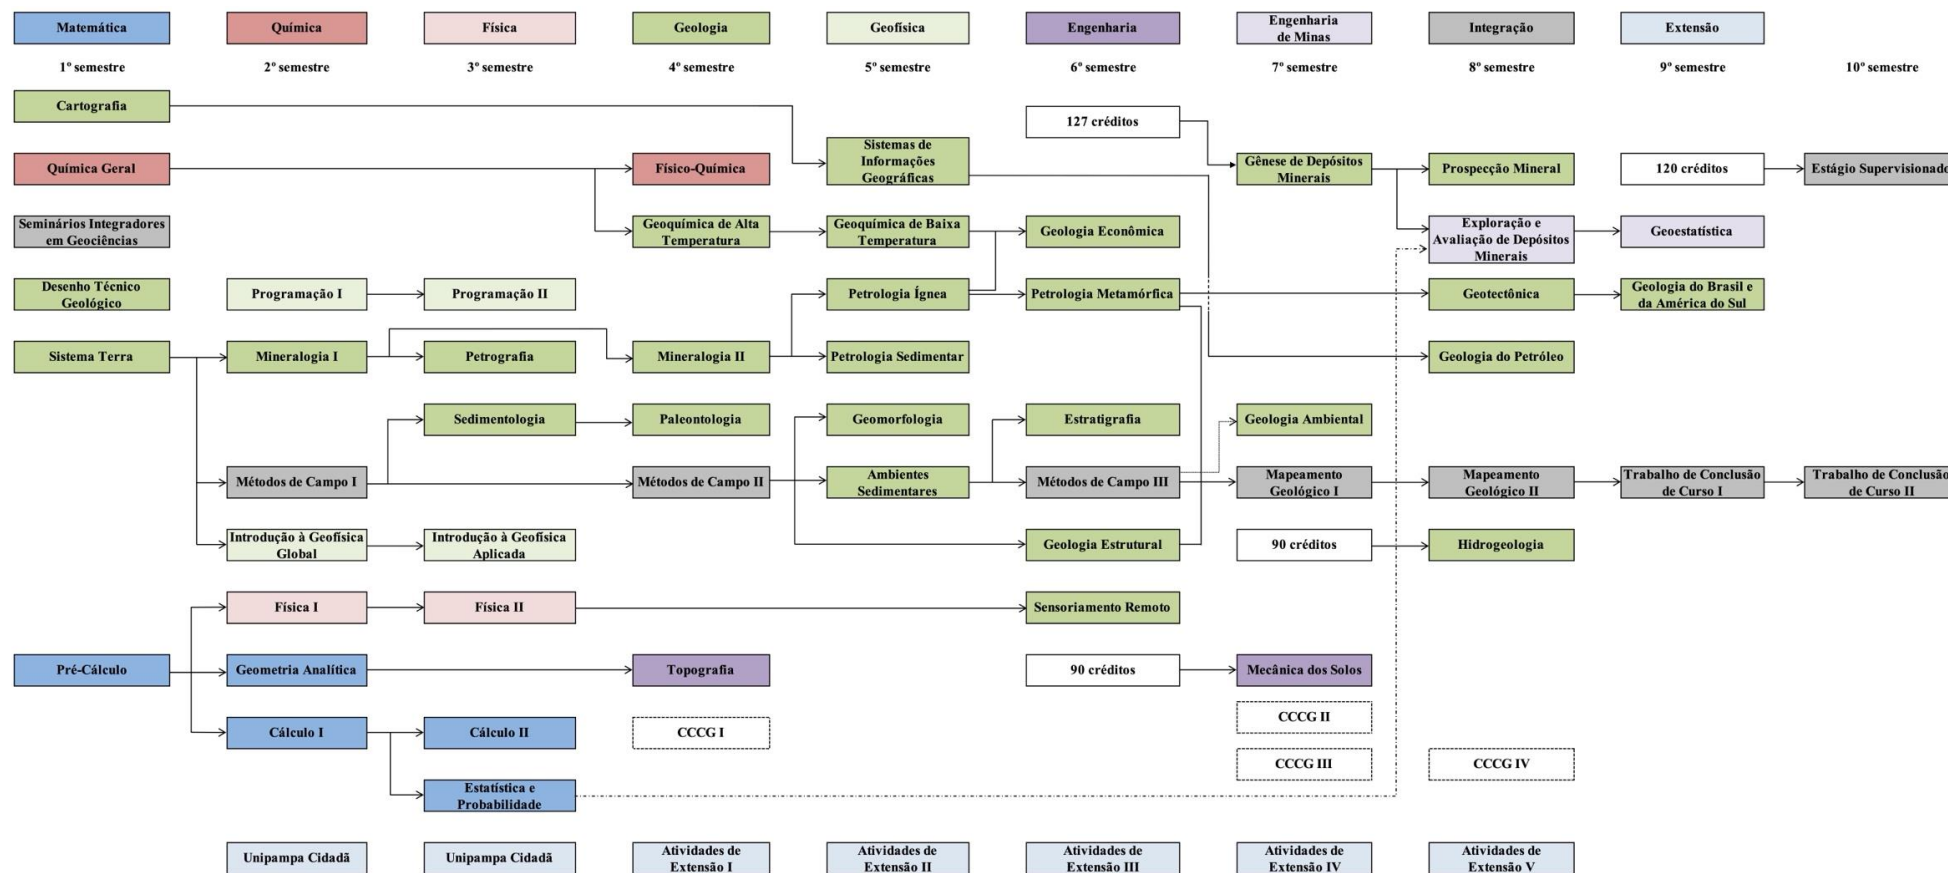 Matemática
Química
Física
Geologia
Geofísica
Engenharia
Engenharia
de Minas
Integração
Extensão
1º semestre
2º semestre
3º semestre
4º semestre
5º semestre
6º semestre
7º semestre
8º semestre
9º semestre
10º semestre
Cartografia
127 créditos
Química Geral
Físico-Química
Sistemas de
Informações
Geográficas
Gênese de Depósitos
Minerais
Prospecção Mineral
120 créditos
Estágio Supervisionado
Seminários Integradores
em Geociências
Geoquímica de Alta
Temperatura
Geoquímica de Baixa
Temperatura
Geologia Econômica
Exploração e
Avaliação de Depósitos
Minerais
Geoestatística
Desenho Técnico
Geológico
Programação I
Programação II
Petrologia Ígnea
Petrologia Metamórfica
Geotectônica
Geologia do Brasil e
da América do Sul
Sistema Terra
Mineralogia I
Petrografia
Mineralogia II
Petrologia Sedimentar
Geologia do Petróleo
Sedimentologia
Paleontologia
Geomorfologia
Estratigrafia
Geologia Ambiental
Métodos de Campo I
Métodos de Campo II
Ambientes
Sedimentares
Métodos de Campo III
Mapeamento
Geológico I
Mapeamento
Geológico II
Trabalho de Conclusão
de Curso I
Trabalho de Conclusão
de Curso II
Introdução à Geofísica
Global
Introdução à Geofísica
Aplicada
Geologia Estrutural
90 créditos
Hidrogeologia
Física I
Física II
Sensoriamento Remoto
Pré-Cálculo
Geometria Analítica
Topografia
90 créditos
Mecânica dos Solos
Cálculo I
Cálculo II
CCCG I
CCCG II
CCCG III
CCCG IV
Estatística e
Probabilidade
Unipampa Cidadã
Unipampa Cidadã
Atividades de
Extensão I
Atividades de
Extensão II
Atividades de
Extensão III
Atividades de
Extensão IV
Atividades de
Extensão V